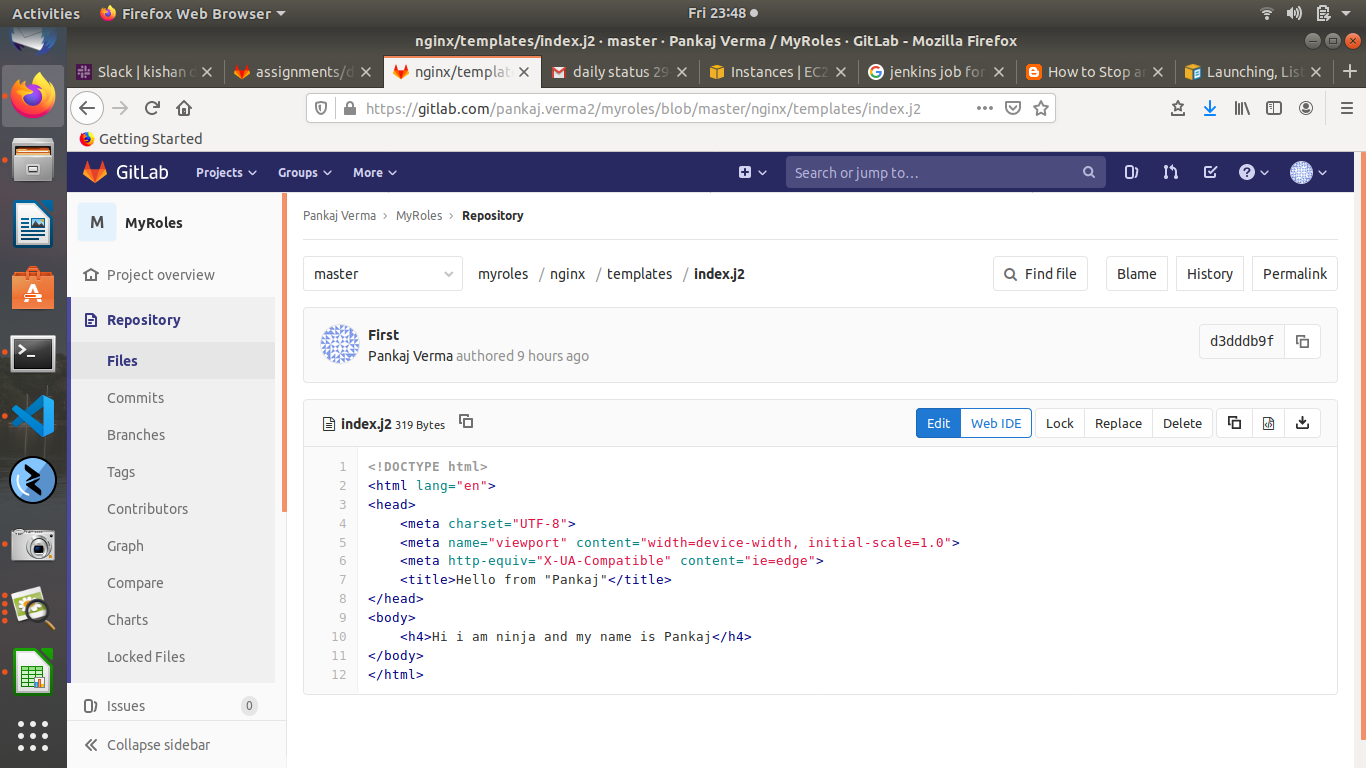 Activities Firefox Web Browser Fri 23:48
nginx/templates/index.j2 · master · Pankaj Verma / MyRoles · GitLab - Mozilla Firefox
Slack | kishan assignments/ nginx/templat daily status 29 Instances | EC2 jenkins job for How to Stop a Launching, List
https://gitlab.com/pankaj.verma2/myroles/blob/master/nginx/templates/index.j2
Getting Started
GitLab Projects Groups More Search or jump to...
M MyRoles
Project overview
Repository
Files
Commits
Branches
Tags
Contributors
Graph
Compare
Charts
Locked Files
Issues 0
Collapse sidebar
Pankaj Verma › MyRoles › Repository
master myroles / nginx / templates / index.j2 Find file Blame History Permalink
First
Pankaj Verma authored 9 hours ago d3dddb9f
index.j2 319 Bytes Edit Web IDE Lock Replace Delete
1 <!DOCTYPE html>
2 <html lang="en">
3 <head>
4     <meta charset="UTF-8">
5     <meta name="viewport" content="width=device-width, initial-scale=1.0">
6     <meta http-equiv="X-UA-Compatible" content="ie=edge">
7     <title>Hello from "Pankaj"</title>
8 </head>
9 <body>
10     <h4>Hi i am ninja and my name is Pankaj</h4>
11 </body>
12 </html>